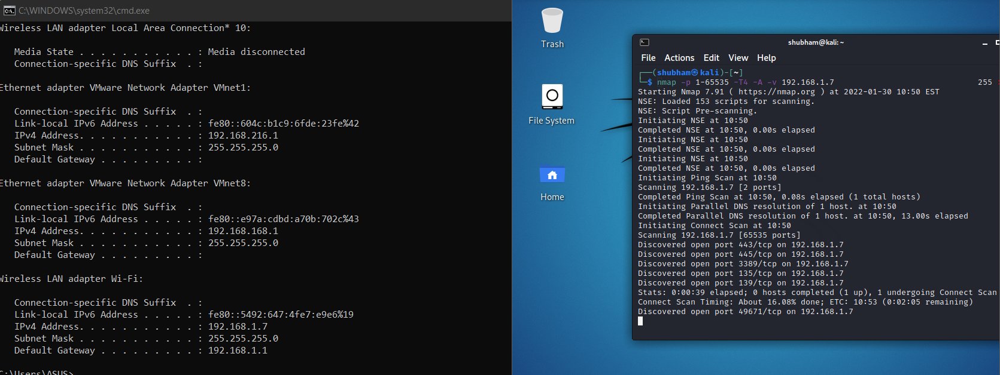 C:\WINDOWS\system32\cmd.exe
Wireless LAN adapter Local Area Connection* 10:
Media State . . . . . . . . . . . : Media disconnected
Connection-specific DNS Suffix  . :
Ethernet adapter VMware Network Adapter VMnet1:
Connection-specific DNS Suffix  . :
Link-local IPv6 Address . . . . . : fe80::604c:b1c9:6fde:23fe%42
IPv4 Address. . . . . . . . . . . : 192.168.216.1
Subnet Mask . . . . . . . . . . . : 255.255.255.0
Default Gateway . . . . . . . . . :
Ethernet adapter VMware Network Adapter VMnet8:
Connection-specific DNS Suffix  . :
Link-local IPv6 Address . . . . . : fe80::e97a:cdbd:a70b:702c%43
IPv4 Address. . . . . . . . . . . : 192.168.168.1
Subnet Mask . . . . . . . . . . . : 255.255.255.0
Default Gateway . . . . . . . . . :
Wireless LAN adapter Wi-Fi:
Connection-specific DNS Suffix  . :
Link-local IPv6 Address . . . . . : fe80::5492:647:4fe7:e9e6%19
IPv4 Address. . . . . . . . . . . : 192.168.1.7
Subnet Mask . . . . . . . . . . . : 255.255.255.0
Default Gateway . . . . . . . . . : 192.168.1.1
C:\Users\ASUS>
Trash
File System
Home
shubham@kali: ~
File Actions Edit View Help
(shubham㉿kali)-[~]
$ nmap -p 1-65535 -T4 -A -v 192.168.1.7 255
Starting Nmap 7.91 ( https://nmap.org ) at 2022-01-30 10:50 EST
NSE: Loaded 153 scripts for scanning.
NSE: Script Pre-scanning.
Initiating NSE at 10:50
Completed NSE at 10:50, 0.00s elapsed
Initiating NSE at 10:50
Completed NSE at 10:50, 0.00s elapsed
Initiating NSE at 10:50
Completed NSE at 10:50, 0.00s elapsed
Initiating Ping Scan at 10:50
Scanning 192.168.1.7 [2 ports]
Completed Ping Scan at 10:50, 0.08s elapsed (1 total hosts)
Initiating Parallel DNS resolution of 1 host. at 10:50
Completed Parallel DNS resolution of 1 host. at 10:50, 13.00s elapsed
Initiating Connect Scan at 10:50
Scanning 192.168.1.7 [65535 ports]
Discovered open port 443/tcp on 192.168.1.7
Discovered open port 445/tcp on 192.168.1.7
Discovered open port 3389/tcp on 192.168.1.7
Discovered open port 135/tcp on 192.168.1.7
Discovered open port 139/tcp on 192.168.1.7
Stats: 0:00:39 elapsed; 0 hosts completed (1 up), 1 undergoing Connect Scan
Connect Scan Timing: About 16.08% done; ETC: 10:53 (0:02:05 remaining)
Discovered open port 49671/tcp on 192.168.1.7